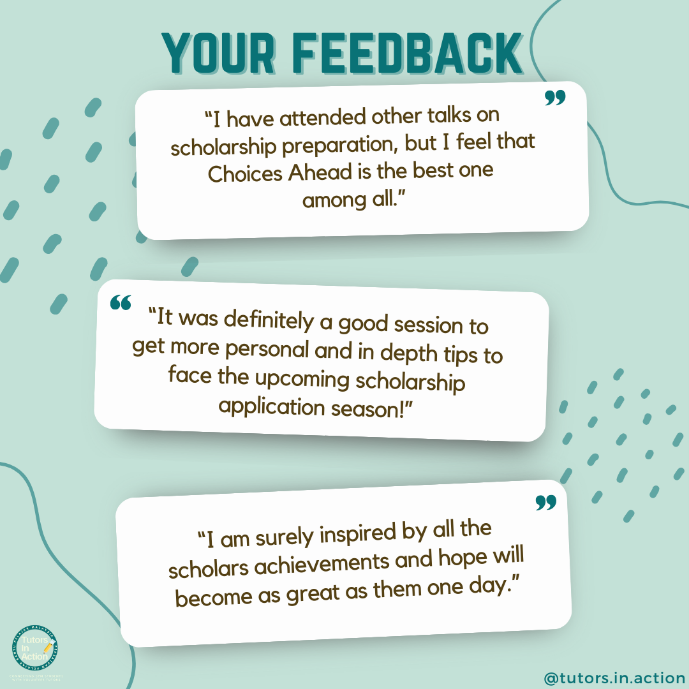 YOUR FEEDBACK
”
“I have attended other talks on
scholarship preparation, but I feel that
Choices Ahead is the best one
among all.”
“
“It was definitely a good session to
get more personal and in depth tips to
face the upcoming scholarship
application season!”
”
“I am surely inspired by all the
scholars achievements and hope will
become as great as them one day.”
Tutors
in
Action
@tutors.in.action